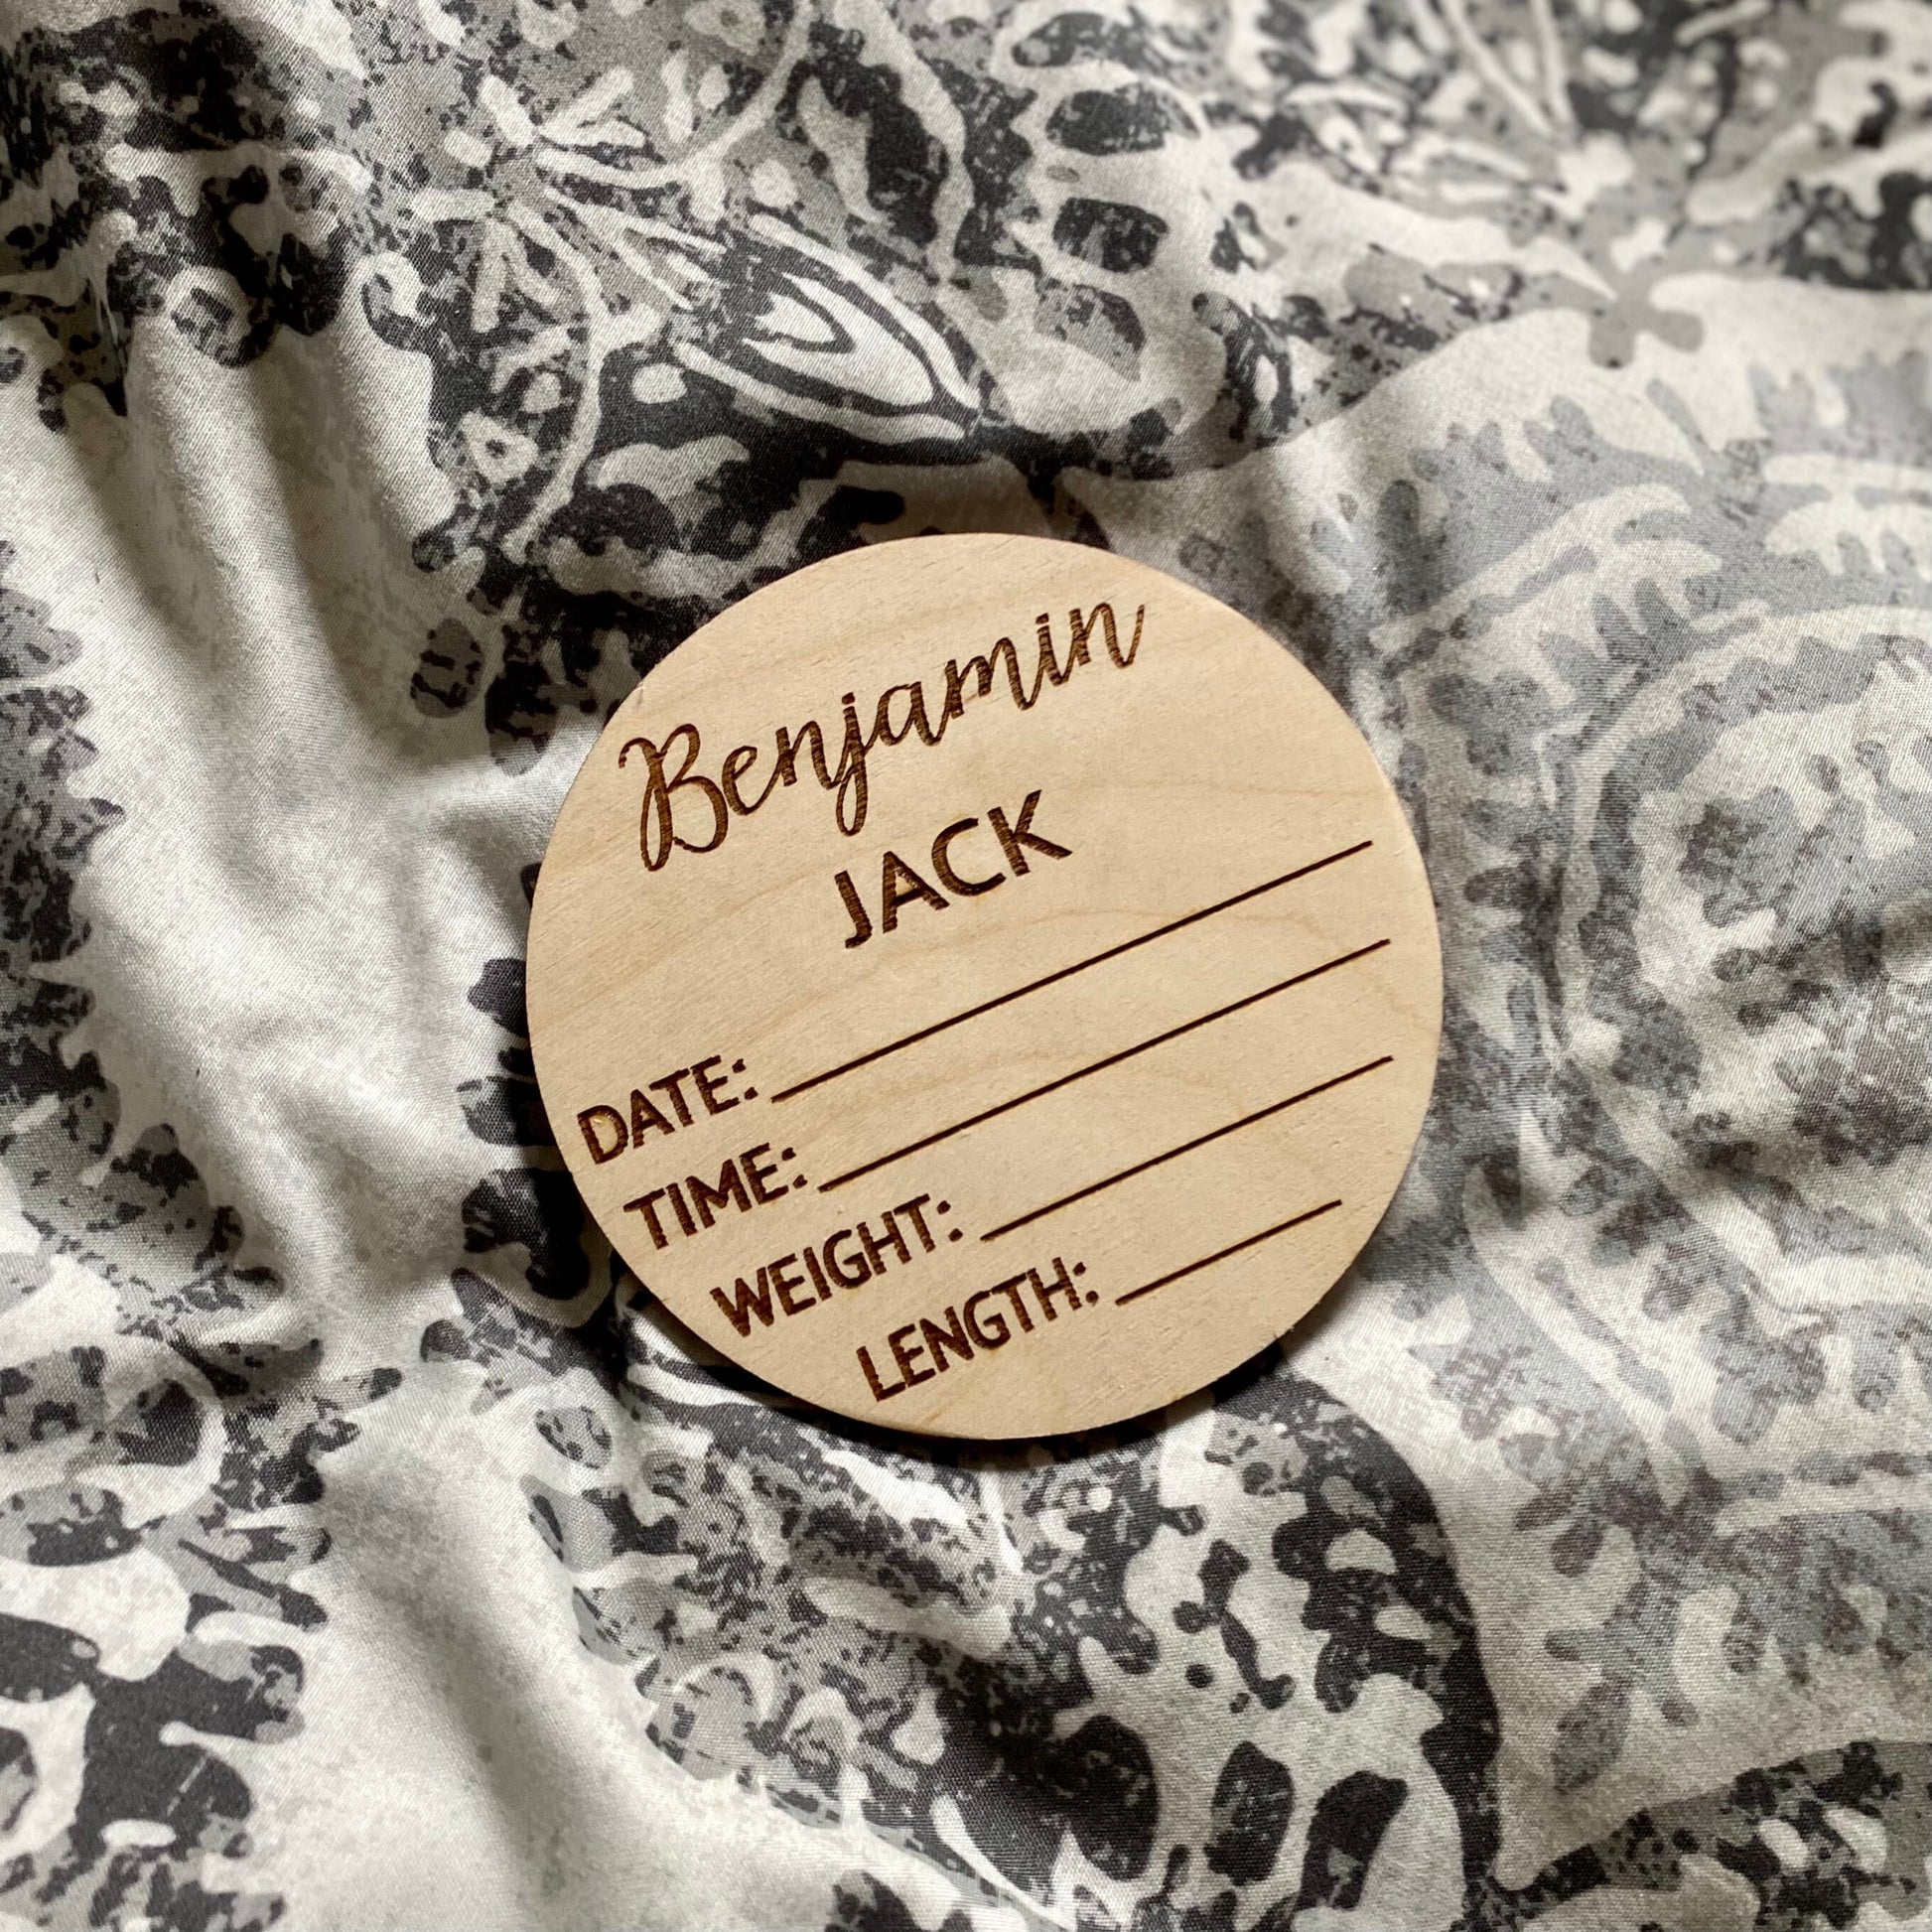 Benjamin
JACK
DATE:
TIME:
WEIGHT:
LENGTH: